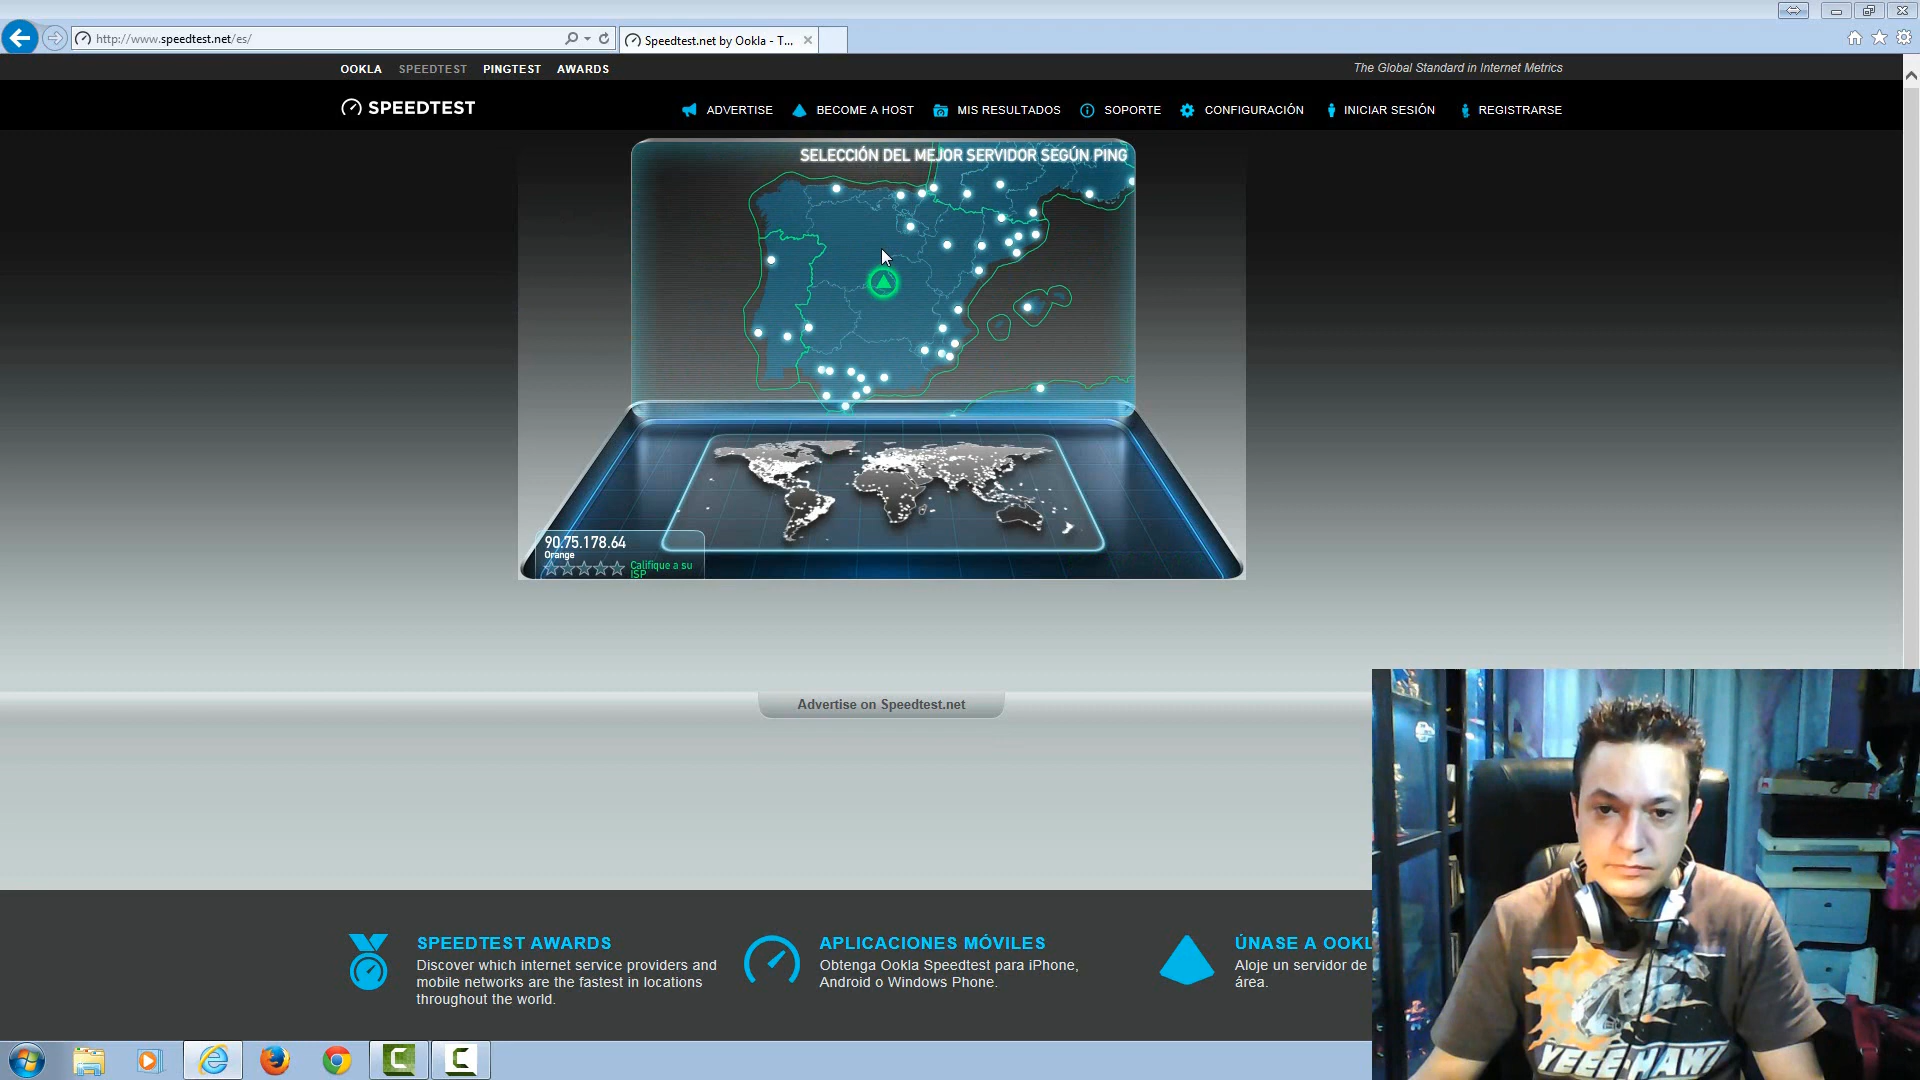 http://www.speedtest.net/es/
Speedtest.net by Ookla - T...
OOKLA SPEEDTEST PINGTEST AWARDS
The Global Standard in Internet Metrics
SPEEDTEST
ADVERTISE BECOME A HOST MIS RESULTADOS SOPORTE CONFIGURACIÓN INICIAR SESIÓN REGISTRARSE
SELECCIÓN DEL MEJOR SERVIDOR SEGÚN PING
90.75.178.64
Orange
Califique a su
ISP
Advertise on Speedtest.net
SPEEDTEST AWARDS
Discover which internet service providers and
mobile networks are the fastest in locations
throughout the world.
APLICACIONES MÓVILES
Obtenga Ookla Speedtest para iPhone,
Android o Windows Phone.
ÚNASE A OOKL
Aloje un servidor de
área.
YEEE-HAW!